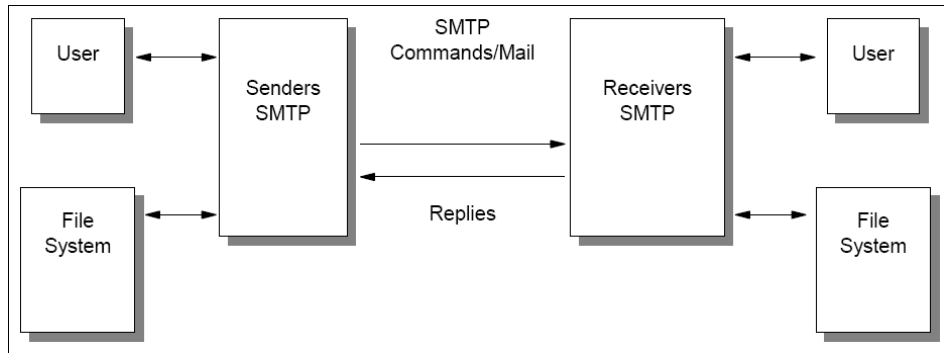 User
Senders
SMTP
SMTP
Commands/Mail
Receivers
SMTP
User
File
System
Replies
File
System